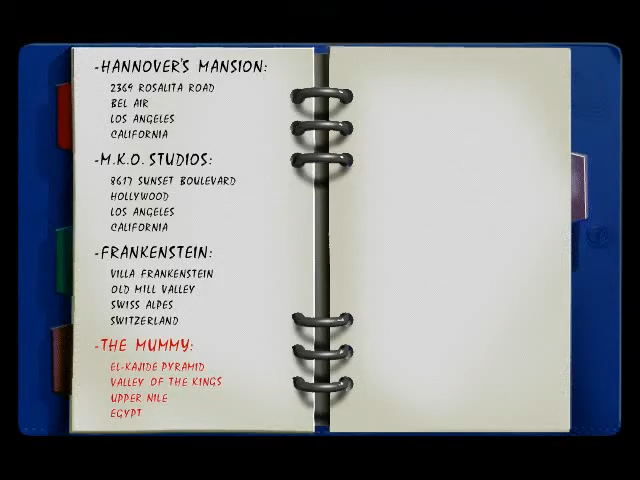 -HANNOVER'S MANSION:
2369 ROSALITA ROAD
BEL AIR
LOS ANGELES
CALIFORNIA
-M.K.O. STUDIOS:
8617 SUNSET BOULEVARD
HOLLYWOOD
LOS ANGELES
CALIFORNIA
-FRANKENSTEIN:
VILLA FRANKENSTEIN
OLD MILL VALLEY
SWISS ALPES
SWITZERLAND
-THE MUMMY:
EL-KAJIDE PYRAMID
VALLEY OF THE KINGS
UPPER NILE
EGYPT